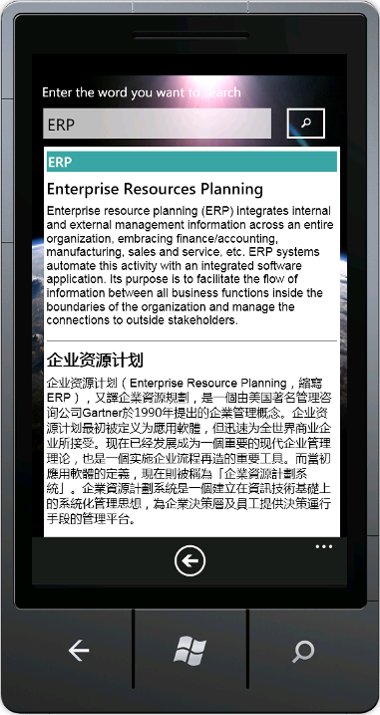 Enter the word you want to search
ERP
ERP
Enterprise Resources Planning
Enterprise resource planning (ERP) integrates internal
and external management information across an entire
organization, embracing finance/accounting,
manufacturing, sales and service, etc. ERP systems
automate this activity with an integrated software
application. Its purpose is to facilitate the flow of
information between all business functions inside the
boundaries of the organization and manage the
connections to outside stakeholders.
企业资源计划
企业资源计划（Enterprise Resource Planning，縮寫
ERP），又譯企業資源規劃，是一個由美国著名管理咨
询公司Gartner於1990年提出的企業管理概念。企业资
源计划最初被定义为應用軟體，但迅速为全世界商业企
业所接受。现在已经发展成为一個重要的现代企业管理
理论，也是一個实施企业流程再造的重要工具。而當初
應用軟體的定義，現在則被稱為「企業資源計劃系
統」。企業資源計劃系统是一個建立在資訊技術基礎上
的系統化管理思想，為企業決策層及員工提供決策運行
手段的管理平台。